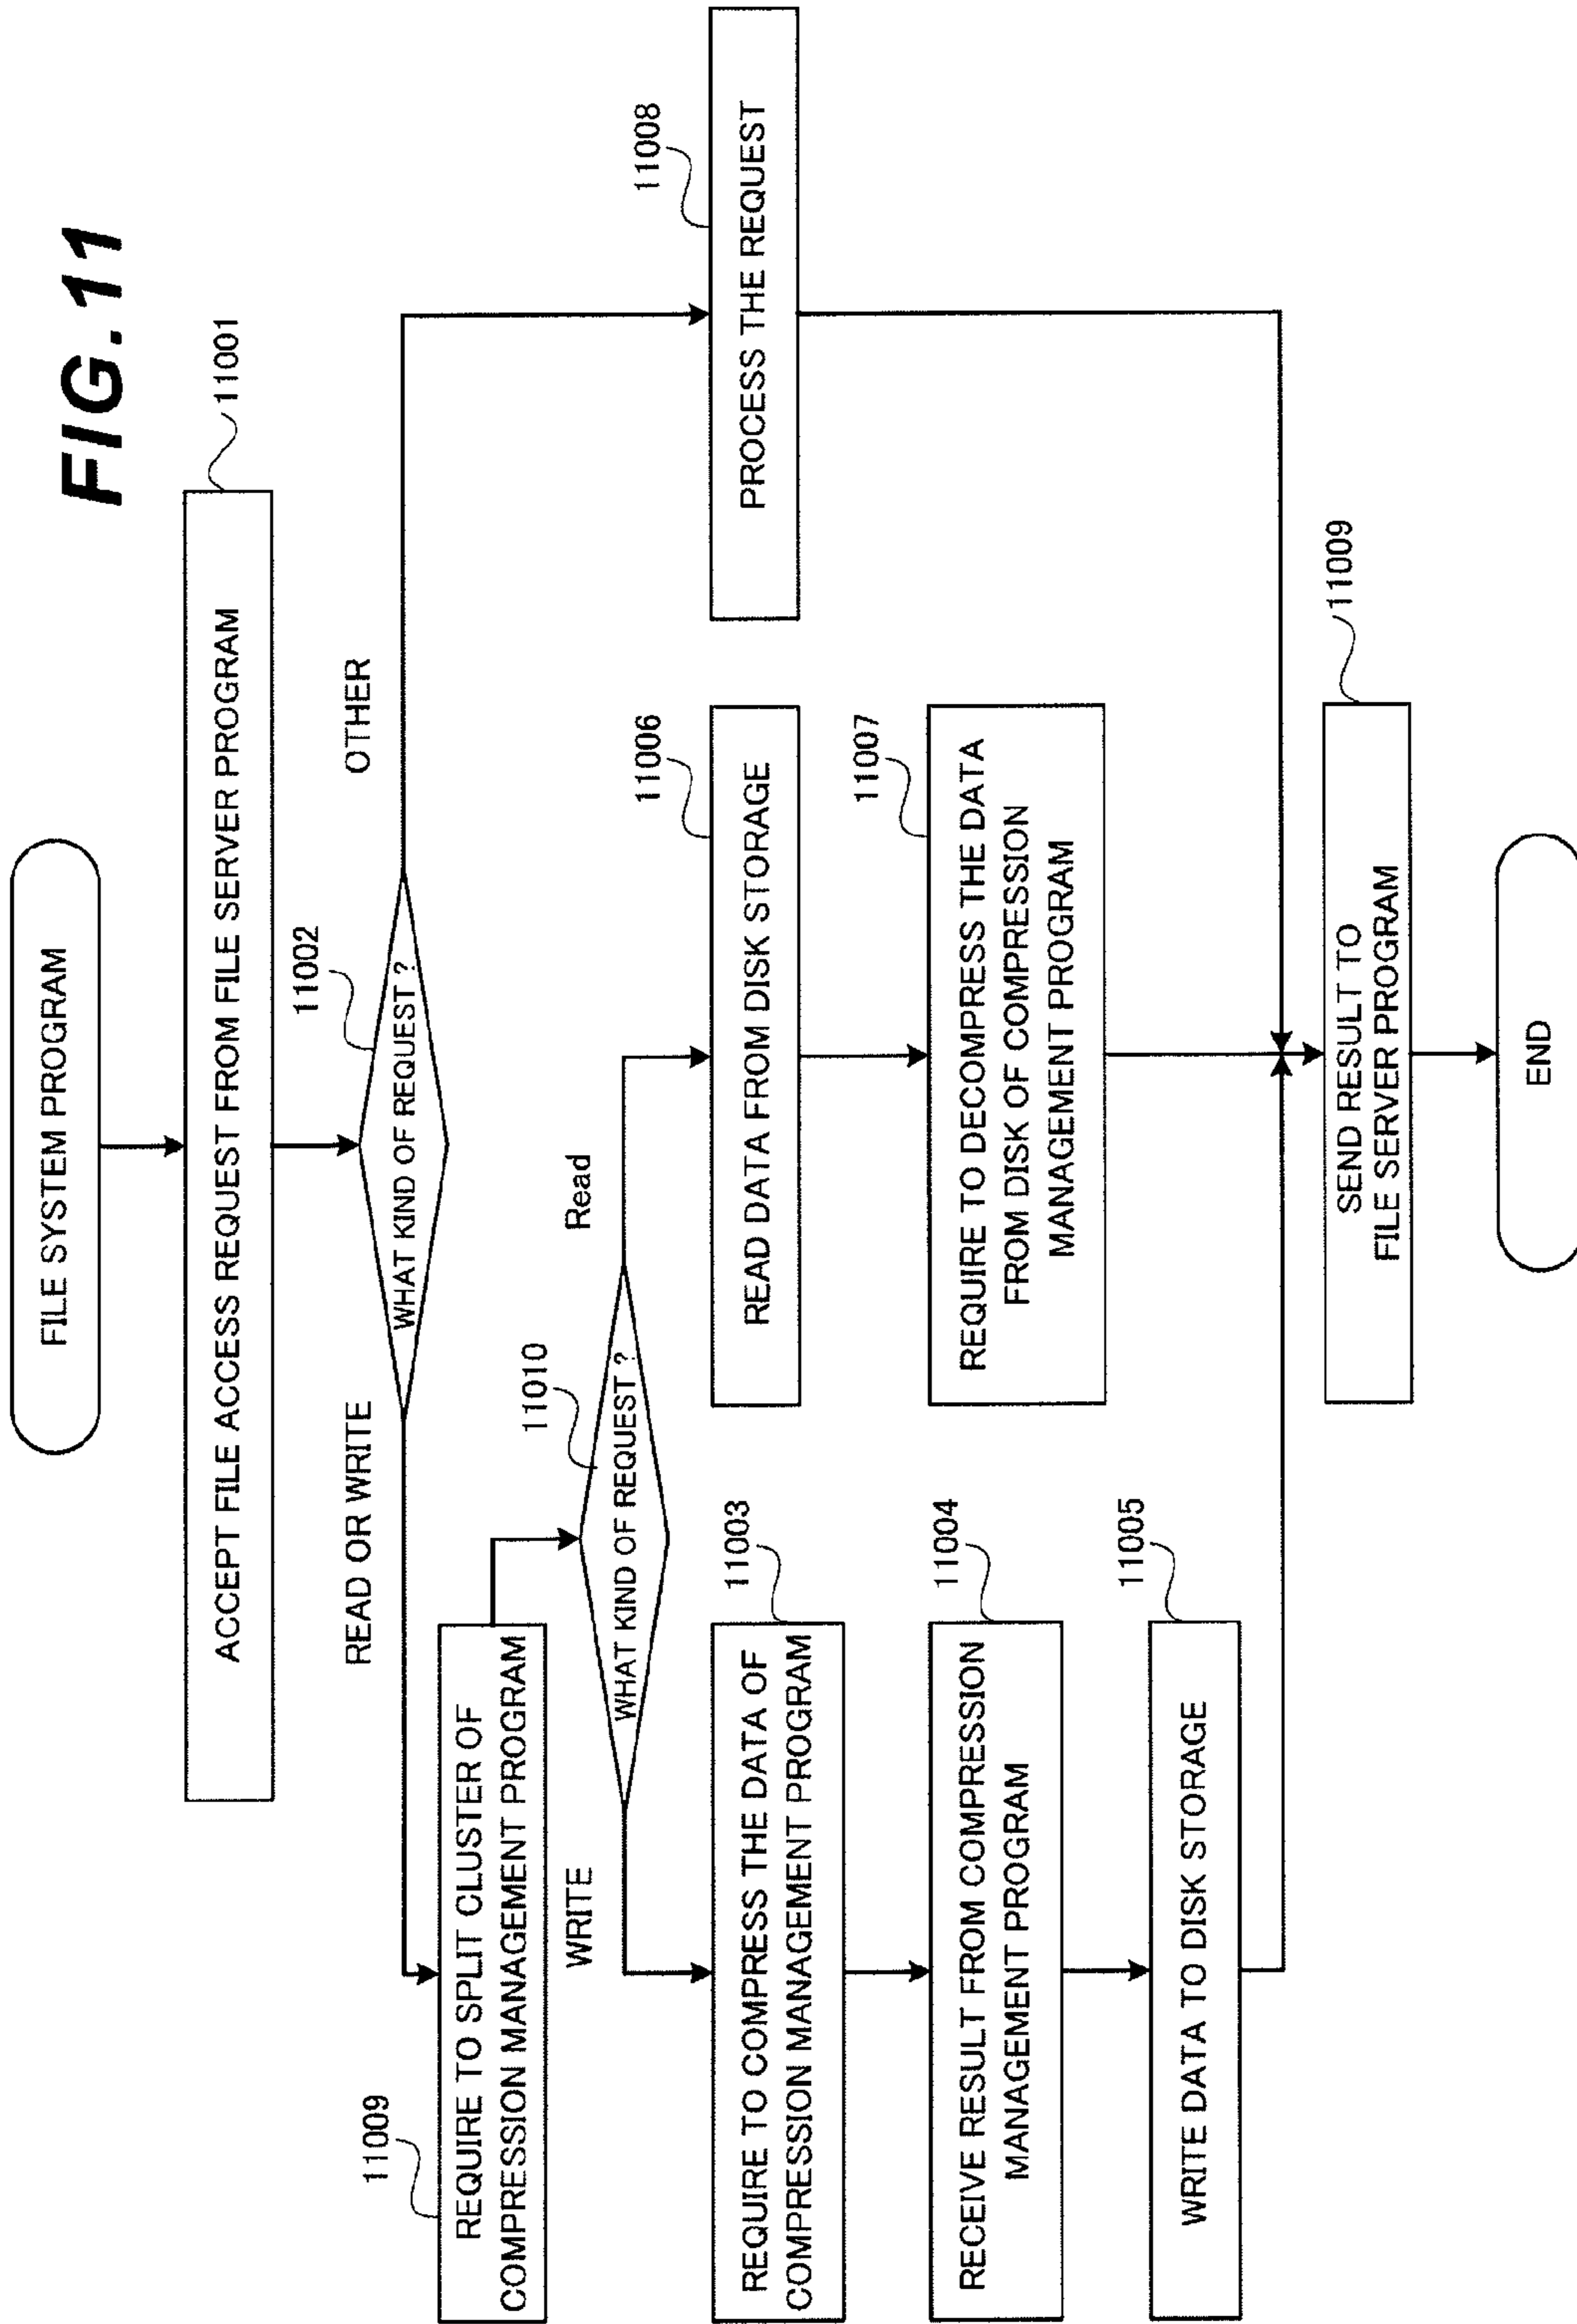 FIG.11
FILE SYSTEM PROGRAM
11001
ACCEPT FILE ACCESS REQUEST FROM FILE SERVER PROGRAM
11002
WHAT KIND OF REQUEST ?
READ OR WRITE
OTHER
11009
REQUIRE TO SPLIT CLUSTER OF
COMPRESSION MANAGEMENT PROGRAM
11010
WHAT KIND OF REQUEST ?
WRITE
Read
11003
REQUIRE TO COMPRESS THE DATA OF
COMPRESSION MANAGEMENT PROGRAM
11004
RECEIVE RESULT FROM COMPRESSION
MANAGEMENT PROGRAM
11005
WRITE DATA TO DISK STORAGE
11006
READ DATA FROM DISK STORAGE
11007
REQUIRE TO DECOMPRESS THE DATA
FROM DISK OF COMPRESSION
MANAGEMENT PROGRAM
11008
PROCESS THE REQUEST
11009
SEND RESULT TO
FILE SERVER PROGRAM
END